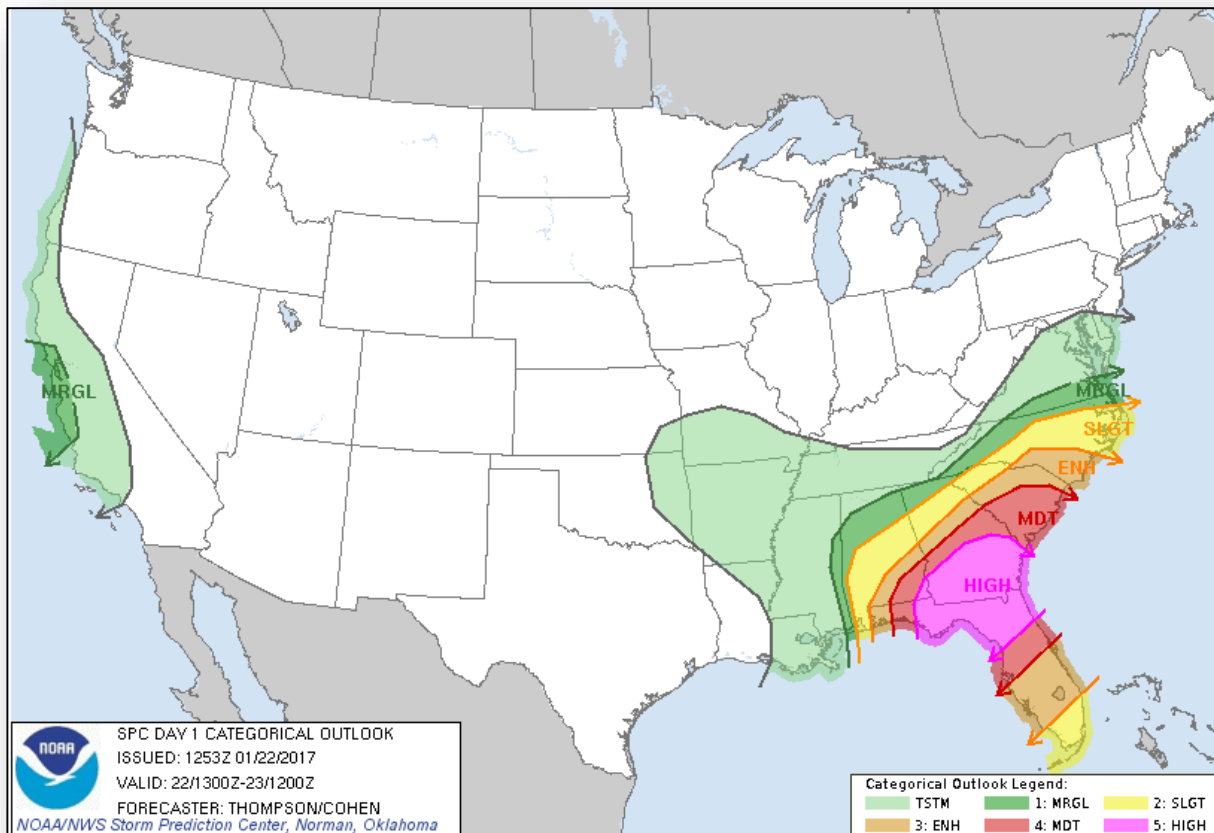 MRGL
MRGL
SLGT
ENH
MDT
HIGH
NOAA
SPC DAY 1 CATEGORICAL OUTLOOK
ISSUED: 1253Z 01/22/2017
VALID: 22/1300Z-23/1200Z
FORECASTER: THOMPSON/COHEN
NOAA/NWS Storm Prediction Center, Norman, Oklahoma
Categorical Outlook Legend:
TSTM 1: MRGL 2: SLGT
3: ENH 4: MDT 5: HIGH